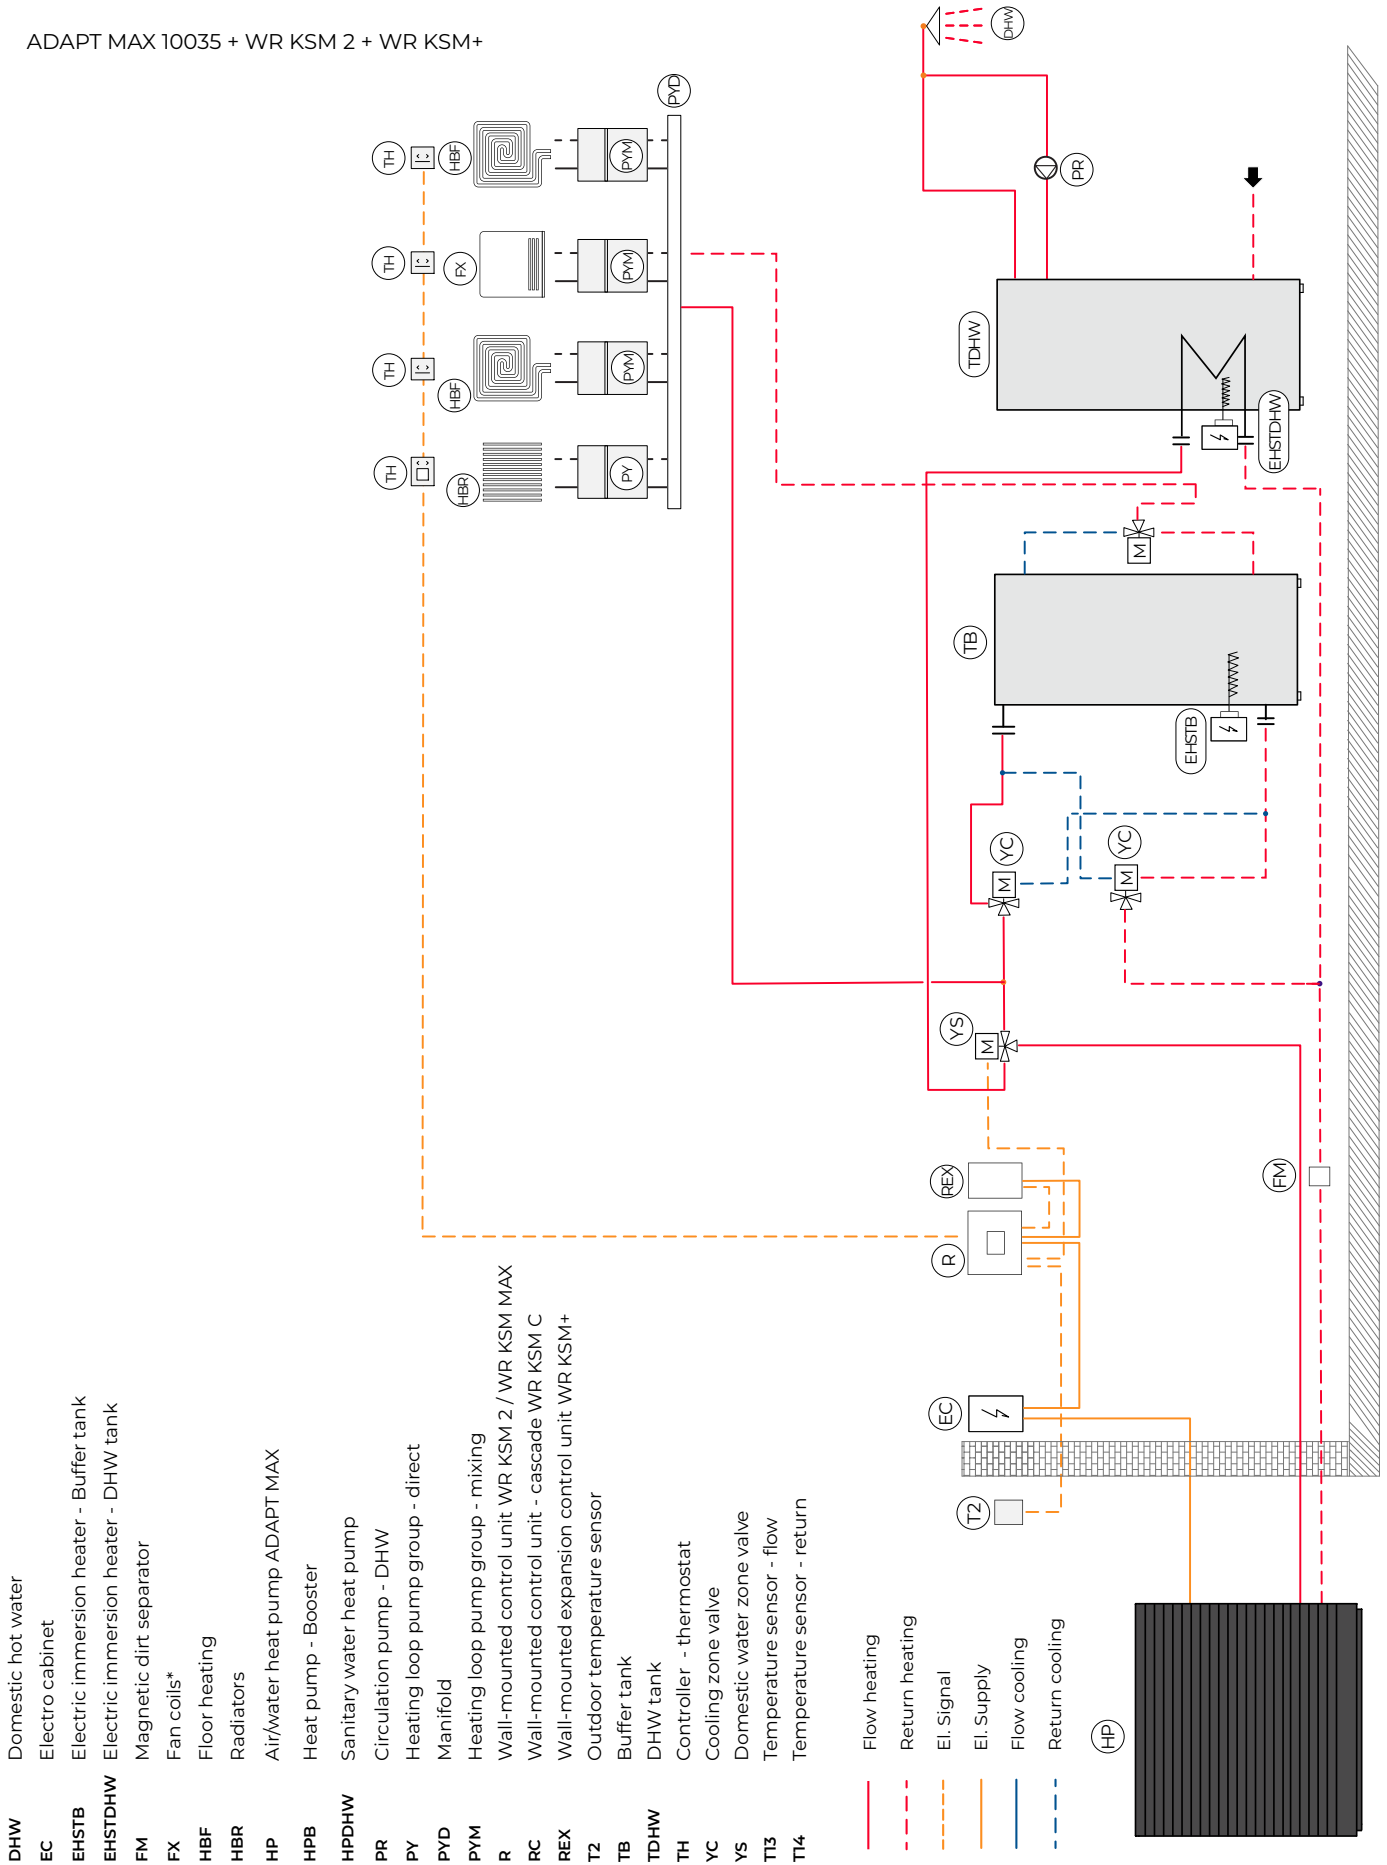 ADAPT MAX 10035 + WR KSM 2 + WR KSM+
DHW
PYD
TH
TH
TH
TH
HBF
FX
HBF
HBR
PYM
PYM
PYM
PY
PR
TDHW
EHSTDHW
M
TB
EHSTB
YC
M
YC
M
YS
M
REX
R
FM
EC
T2
HP
DHW Domestic hot water
EC Electro cabinet
EHSTB Electric immersion heater - Buffer tank
EHSTDHW Electric immersion heater - DHW tank
FM Magnetic dirt separator
FX Fan coils*
HBF Floor heating
HBR Radiators
HP Air/water heat pump ADAPT MAX
HPB Heat pump - Booster
HPDHW Sanitary water heat pump
PR Circulation pump - DHW
PY Heating loop pump group - direct
PYD Manifold
PYM Heating loop pump group - mixing
R Wall-mounted control unit WR KSM 2 / WR KSM MAX
RC Wall-mounted control unit - cascade WR KSM C
REX Wall-mounted expansion control unit WR KSM+
T2 Outdoor temperature sensor
TB Buffer tank
TDHW DHW tank
TH Controller - thermostat
YC Cooling zone valve
YS Domestic water zone valve
T13 Temperature sensor - flow
T14 Temperature sensor - return
Flow heating
Return heating
El. Signal
El. Supply
Flow cooling
Return cooling